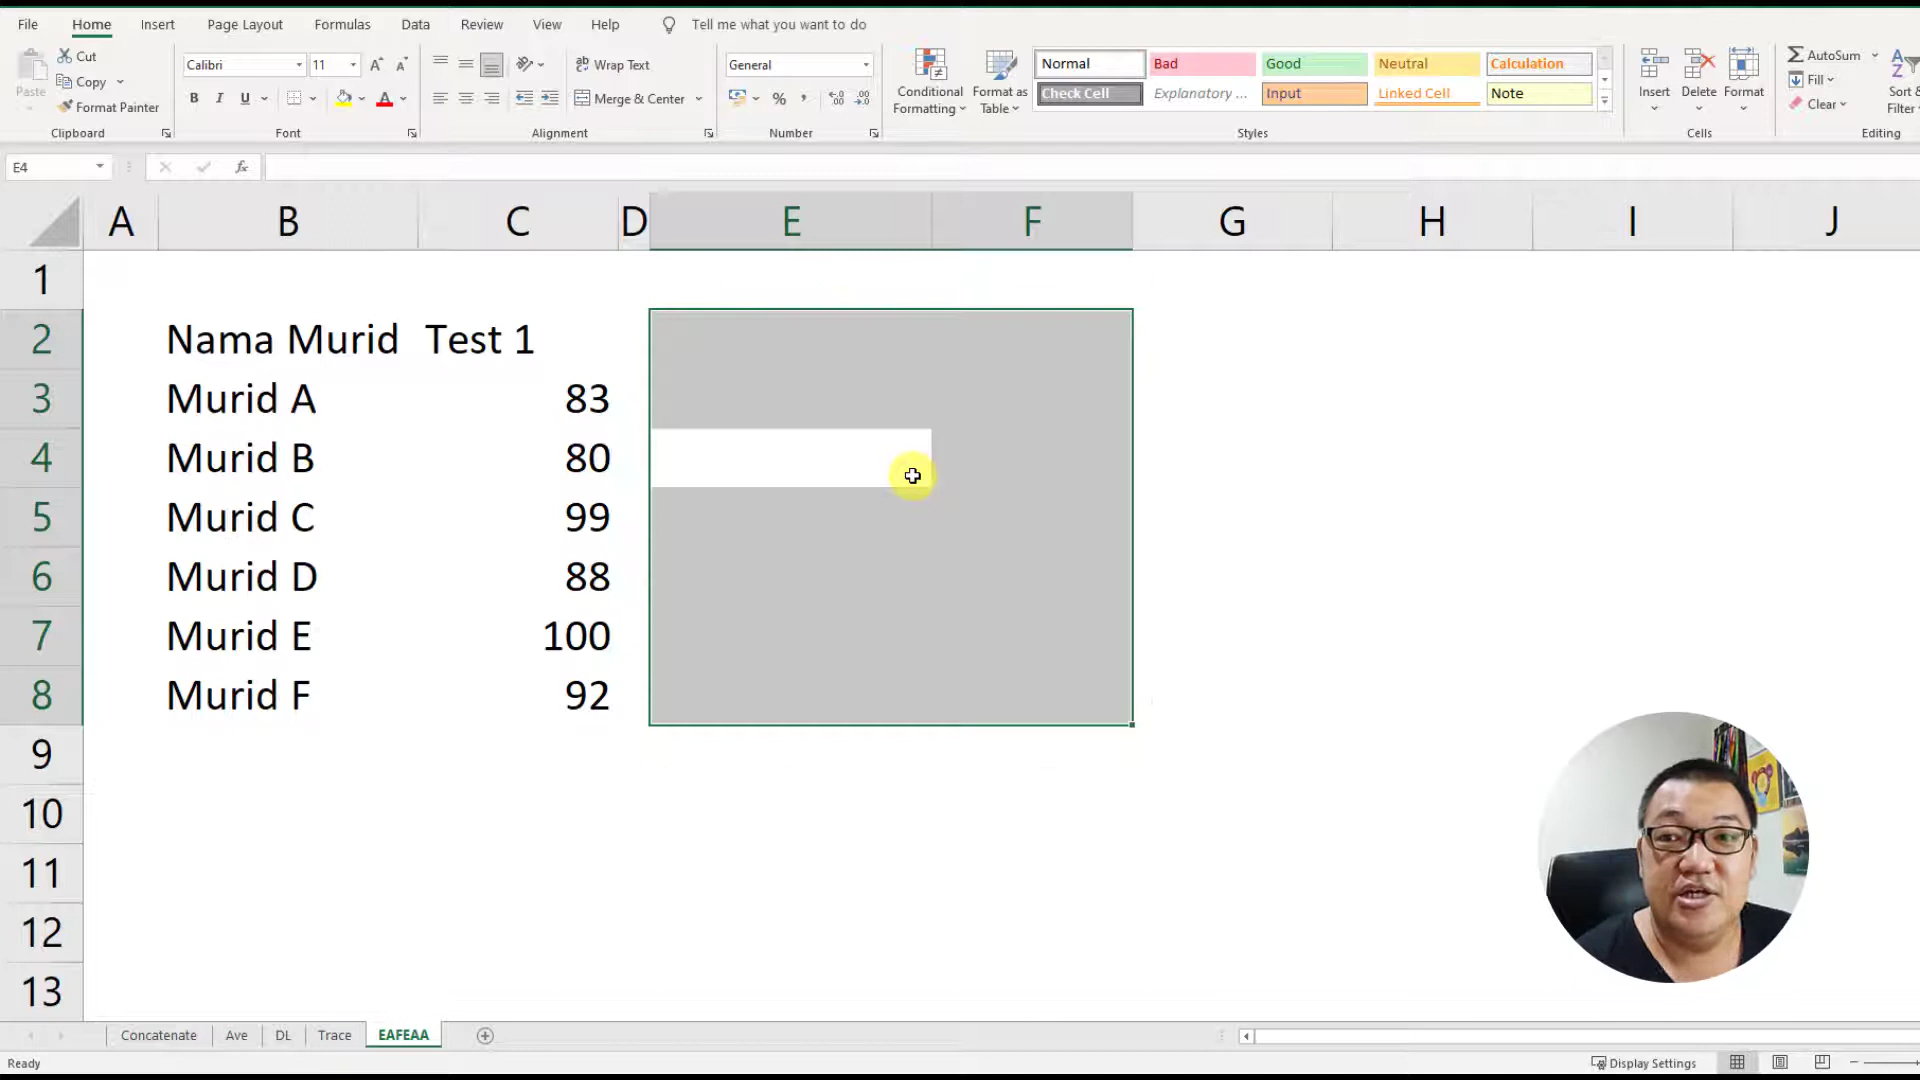 File Home Insert Page Layout Formulas Data Review View Help Tell me what you want to do
Paste
Cut
Copy
Format Painter
Calibri 11
B I U
Wrap Text
Merge & Center
General
%
Conditional Formatting
Format as Table
Normal Bad Good Neutral Calculation
Check Cell Explanatory ... Input Linked Cell Note
Insert Delete Format
AutoSum
Fill
Clear
Sort &
Filter
Clipboard Font Alignment Number Styles Cells Editing
E4 fx
A B C D E F G H I J
1
2 Nama Murid Test 1
3 Murid A 83
4 Murid B 80
5 Murid C 99
6 Murid D 88
7 Murid E 100
8 Murid F 92
9
10
11
12
13
Concatenate Ave DL Trace EAFEAA
Ready Display Settings